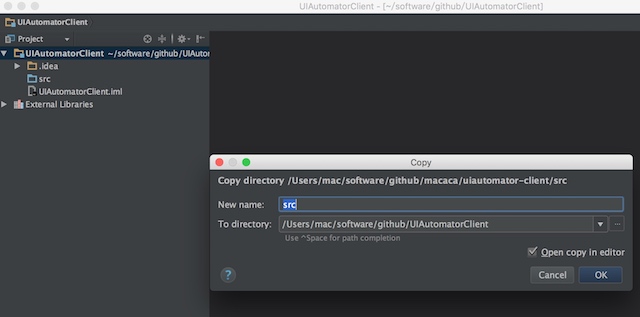 UIAutomatorClient - [~/software/github/UIAutomatorClient]
UIAutomatorClient
Project
UIAutomatorClient ~/software/github/UIAuto
.idea
src
UIAutomatorClient.iml
External Libraries
Copy
Copy directory /Users/mac/software/github/macaca/uiautomator-client/src
New name: src
To directory: /Users/mac/software/github/UIAutomatorClient
Use ^Space for path completion
Open copy in editor
? Cancel OK